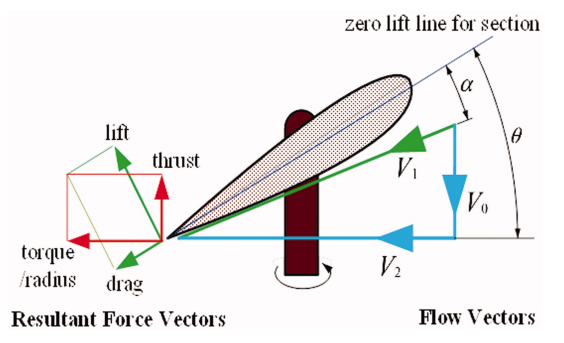 zero lift line for section
α
θ
lift
thrust
V₁
V₀
torque
/radius
drag
V₂
Resultant Force Vectors
Flow Vectors